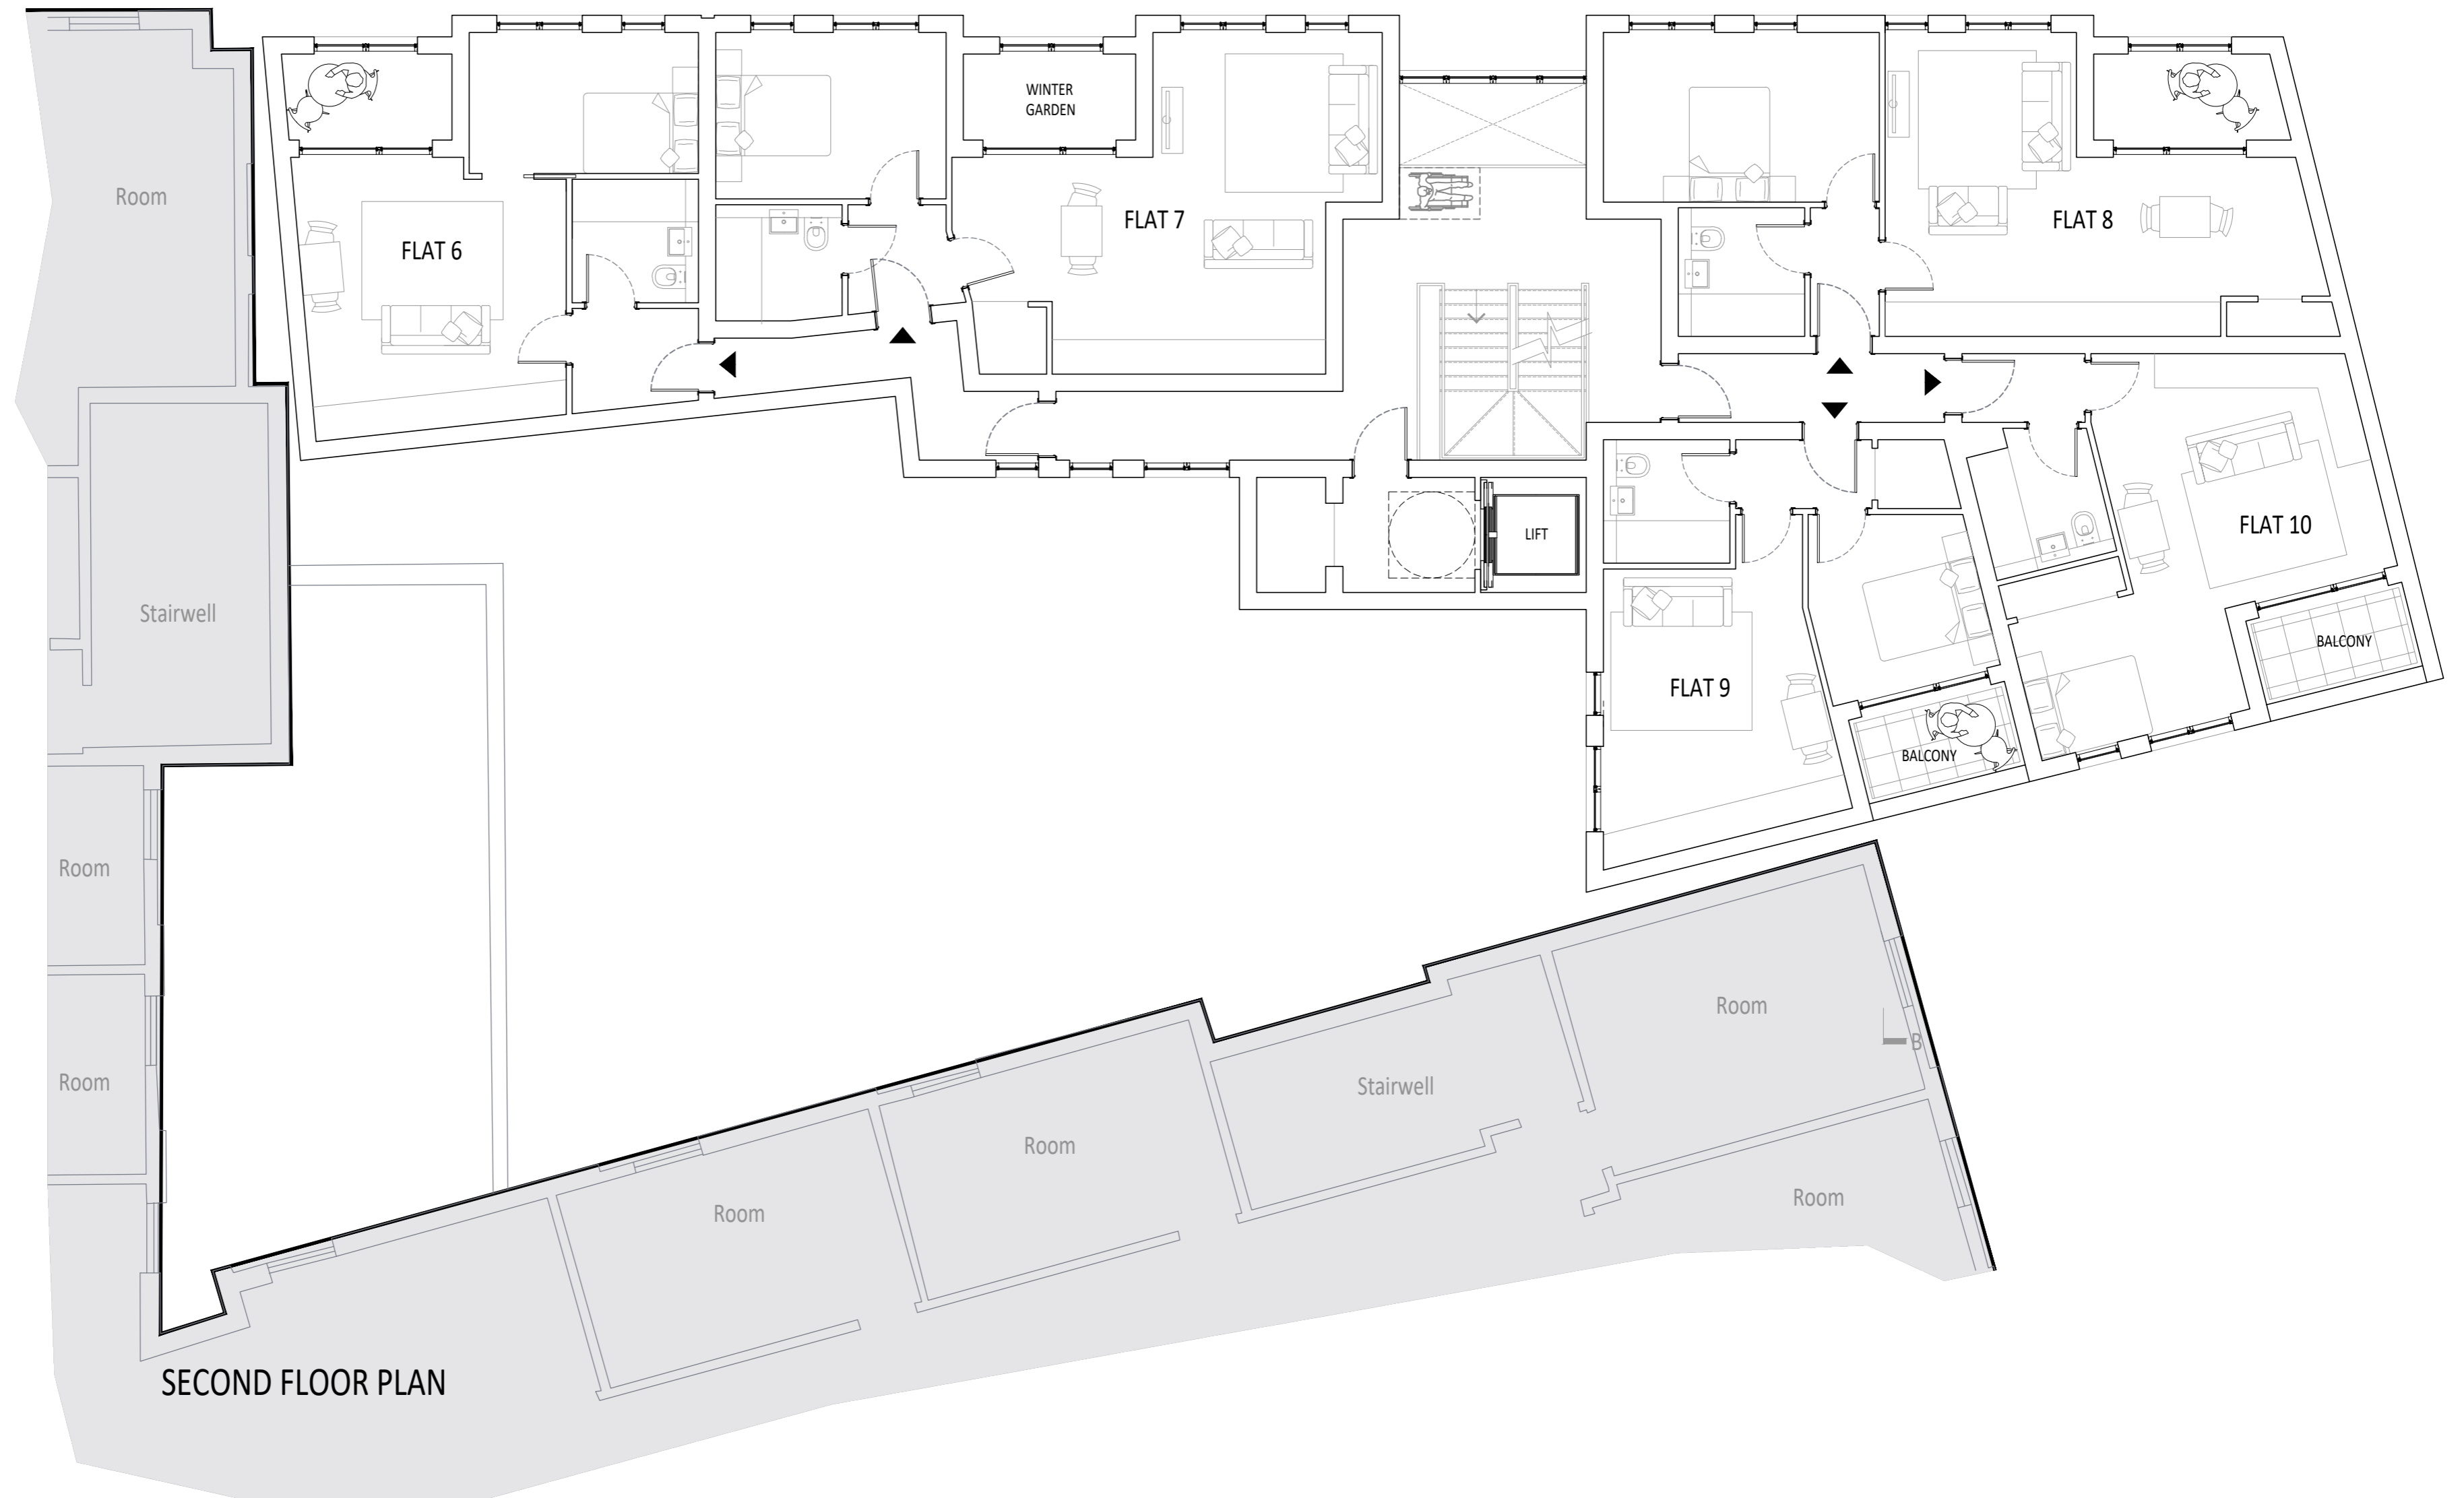 WINTER
GARDEN
Room
FLAT 6
FLAT 7
FLAT 8
LIFT
FLAT 10
Stairwell
BALCONY
FLAT 9
BALCONY
Room
Room
B
Room
Stairwell
Room
Room
Room
SECOND FLOOR PLAN